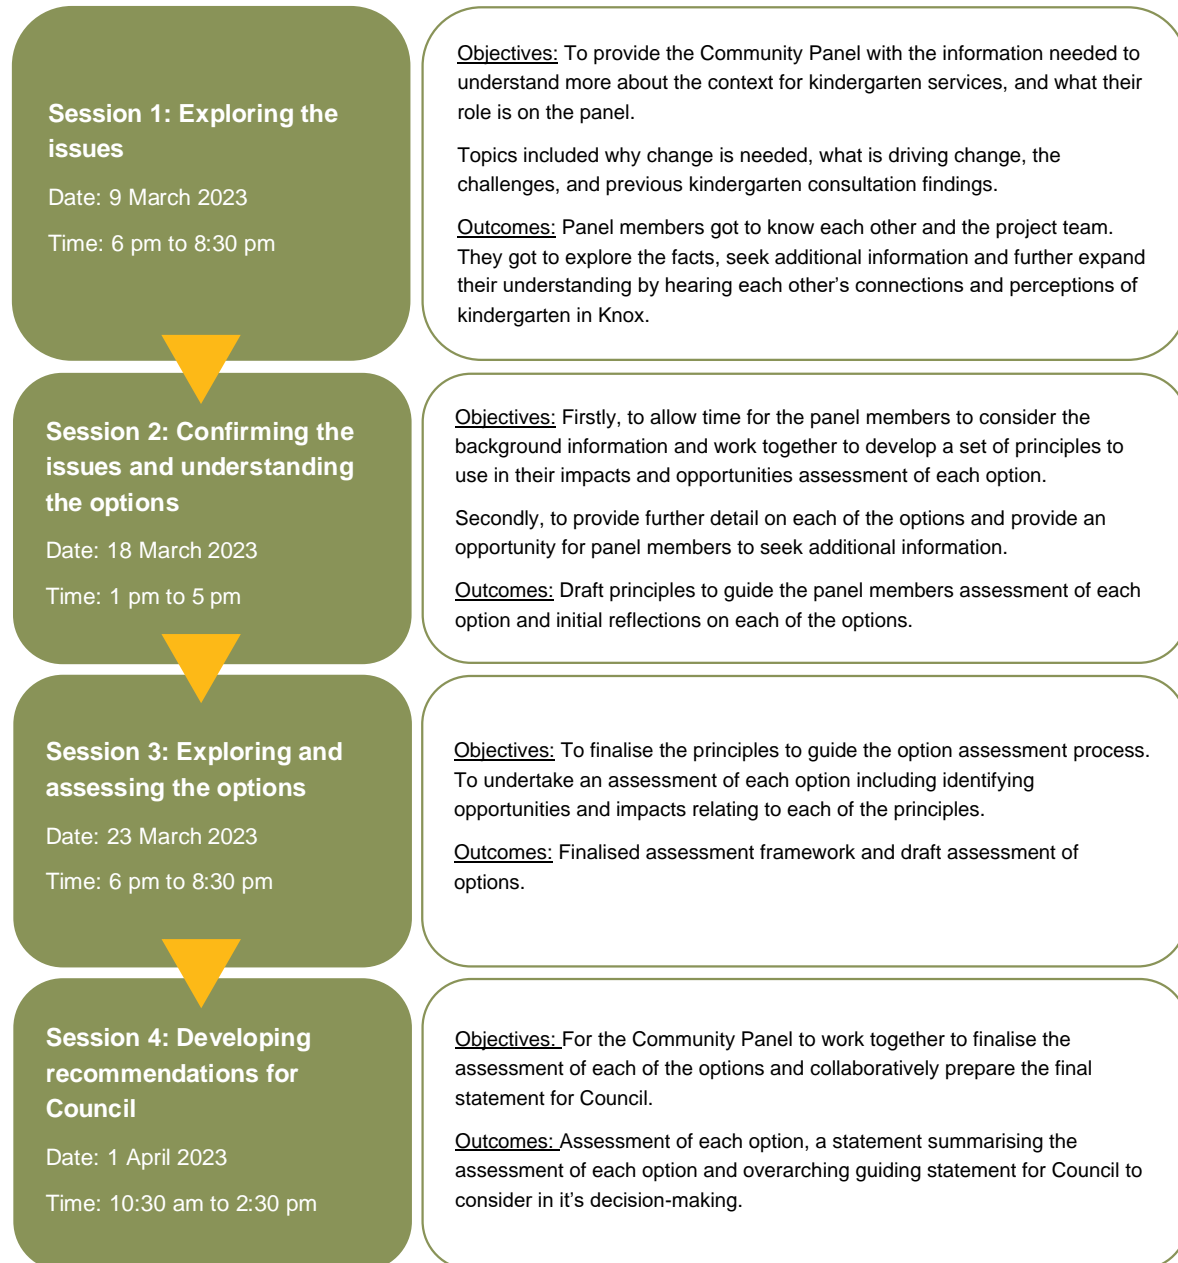 Session 1: Exploring the
issues
Date: 9 March 2023
Time: 6 pm to 8:30 pm
Objectives: To provide the Community Panel with the information needed to
understand more about the context for kindergarten services, and what their
role is on the panel.
Topics included why change is needed, what is driving change, the
challenges, and previous kindergarten consultation findings.
Outcomes: Panel members got to know each other and the project team.
They got to explore the facts, seek additional information and further expand
their understanding by hearing each other's connections and perceptions of
kindergarten in Knox.
Session 2: Confirming the
issues and understanding
the options
Date: 18 March 2023
Time: 1 pm to 5 pm
Objectives: Firstly, to allow time for the panel members to consider the
background information and work together to develop a set of principles to
use in their impacts and opportunities assessment of each option.
Secondly, to provide further detail on each of the options and provide an
opportunity for panel members to seek additional information.
Outcomes: Draft principles to guide the panel members assessment of each
option and initial reflections on each of the options.
Session 3: Exploring and
assessing the options
Date: 23 March 2023
Time: 6 pm to 8:30 pm
Objectives: To finalise the principles to guide the option assessment process.
To undertake an assessment of each option including identifying
opportunities and impacts relating to each of the principles.
Outcomes: Finalised assessment framework and draft assessment of
options.
Session 4: Developing
recommendations for
Council
Date: 1 April 2023
Time: 10:30 am to 2:30 pm
Objectives: For the Community Panel to work together to finalise the
assessment of each of the options and collaboratively prepare the final
statement for Council.
Outcomes: Assessment of each option, a statement summarising the
assessment of each option and overarching guiding statement for Council to
consider in it's decision-making.